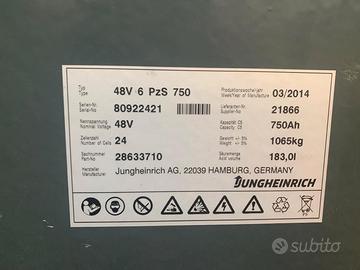 Typ
Type
48V 6 PzS 750
Produktionswoche/jahr
Week/Year of Manufacture
03/2014
Serien-Nr.
Serial-Nr.
80922421
Lieferanten-Nr.
Supplier-No.
21866
Nennspannung
Nominal Voltage
48V
Kapazität C5
Capacity C5
750Ah
Zellenzahl
Number of Cells
24
Gewicht +/- 5%
Weight +/- 5%
1065kg
Sachnummer
Part-Number
28633710
Säuremenge
Acid volume
183,0l
Hersteller
Manufacturer
Jungheinrich AG, 22039 HAMBURG, GERMANY
JUNGHEINRICH
subito